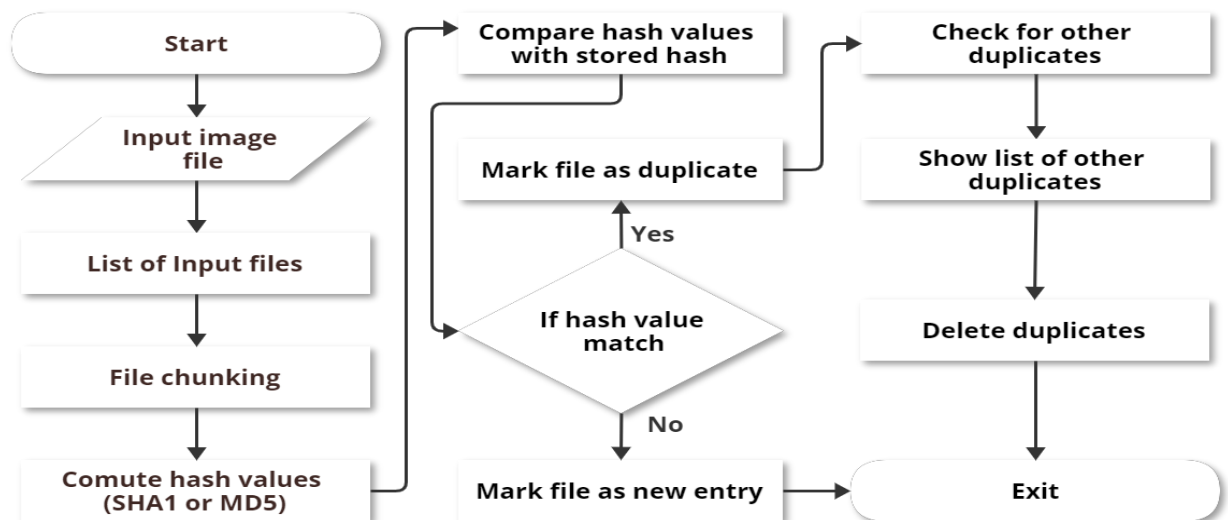 Start
Input image
file
List of Input files
File chunking
Comute hash values
(SHA1 or MD5)
Compare hash values
with stored hash
Mark file as duplicate
Yes
If hash value
match
No
Mark file as new entry
Check for other
duplicates
Show list of other
duplicates
Delete duplicates
Exit